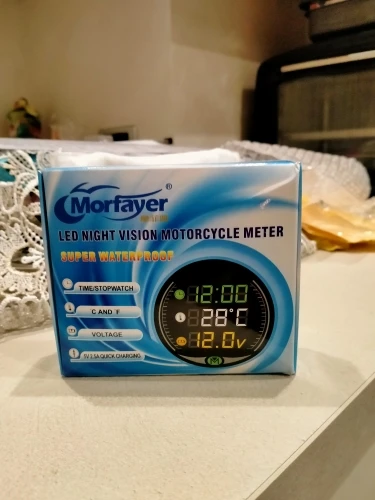 Morfayer®
LED NIGHT VISION MOTORCYCLE METER
SUPER WATERPROOF
TIME/STOPWATCH
C AND F
VOLTAGE
5V 2.5A QUICK CHARGING
12:00
28°C
12.0v
M